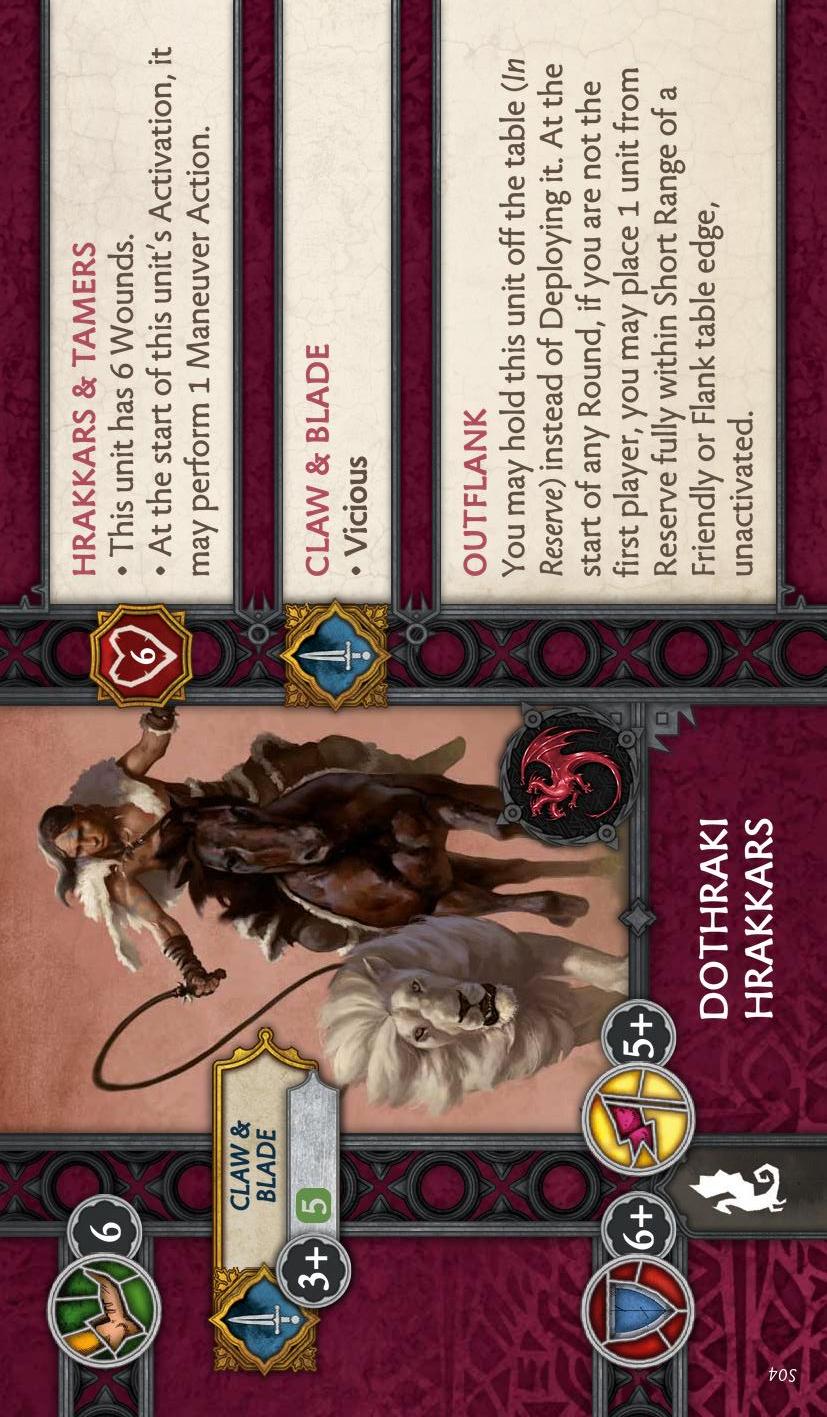 6
CLAW &
BLADE
3+
5
6+
5+
DOTHRAKI
HRAKKARS
S04
6
HRAKKARS & TAMERS
• This unit has 6 Wounds.
• At the start of this unit's Activation, it
may perform 1 Maneuver Action.
CLAW & BLADE
• Vicious
OUTFLANK
You may hold this unit off the table (In
Reserve) instead of Deploying it. At the
start of any Round, if you are not the
first player, you may place 1 unit from
Reserve fully within Short Range of a
Friendly or Flank table edge,
unactivated.